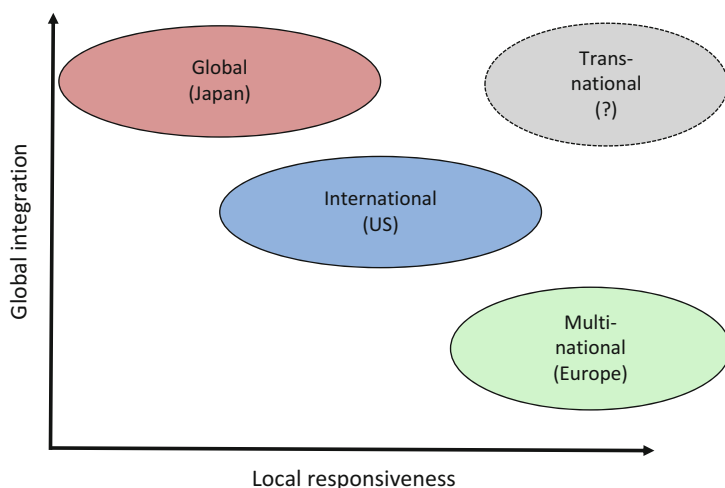 Global
(Japan)
Trans-
national
(?)
International
(US)
Multi-
national
(Europe)
Global integration
Local responsiveness